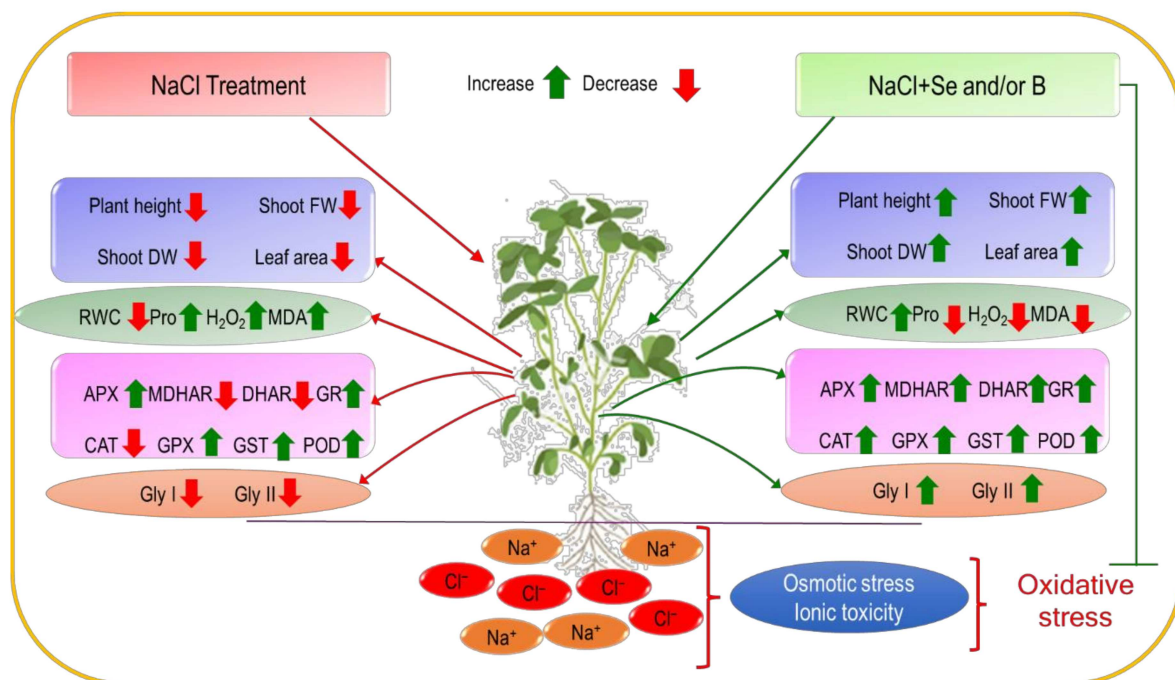 NaCl Treatment
Increase Decrease
NaCl+Se and/or B
Plant height Shoot FW
Shoot DW Leaf area
RWC Pro H₂O₂ MDA
APX MDHAR DHAR GR
CAT GPX GST POD
Gly I Gly II
Plant height Shoot FW
Shoot DW Leaf area
RWC Pro H₂O₂ MDA
APX MDHAR DHAR GR
CAT GPX GST POD
Gly I Gly II
Na⁺ Na⁺
Cl⁻ Cl⁻ Cl⁻
Na⁺ Na⁺ Cl⁻
Osmotic stress
Ionic toxicity
Oxidative
stress